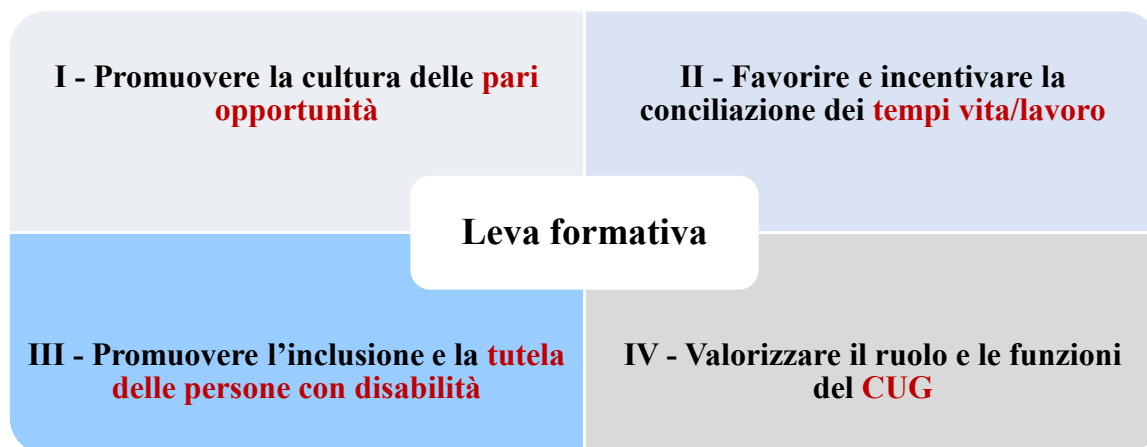 I - Promuovere la cultura delle pari
opportunità
II - Favorire e incentivare la
conciliazione dei tempi vita/lavoro
Leva formativa
III - Promuovere l’inclusione e la tutela
delle persone con disabilità
IV - Valorizzare il ruolo e le funzioni
del CUG